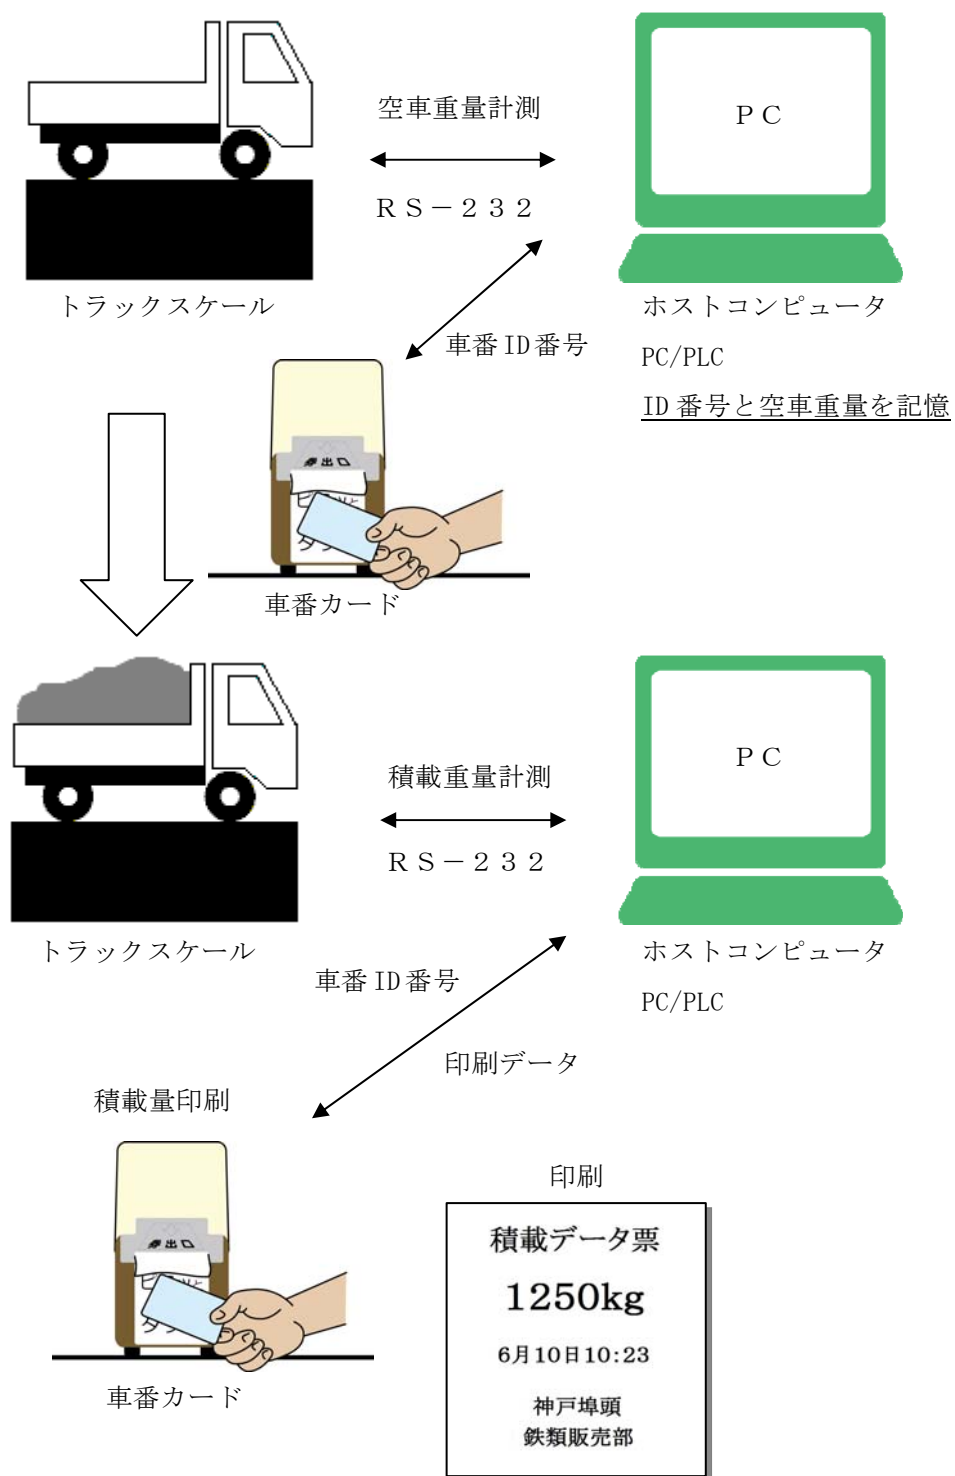 空車重量計測
ＰＣ
ＲＳ－２３２
トラックスケール
ホストコンピュータ
車番ID番号
PC/PLC
ID 番号と空車重量を記憶
車番カード
積載重量計測
ＰＣ
ＲＳ－２３２
トラックスケール
ホストコンピュータ
車番ID番号
PC/PLC
印刷データ
積載量印刷
印刷
積載データ票
1250kg
6月10日10:23
神戸埠頭
鉄類販売部
車番カード